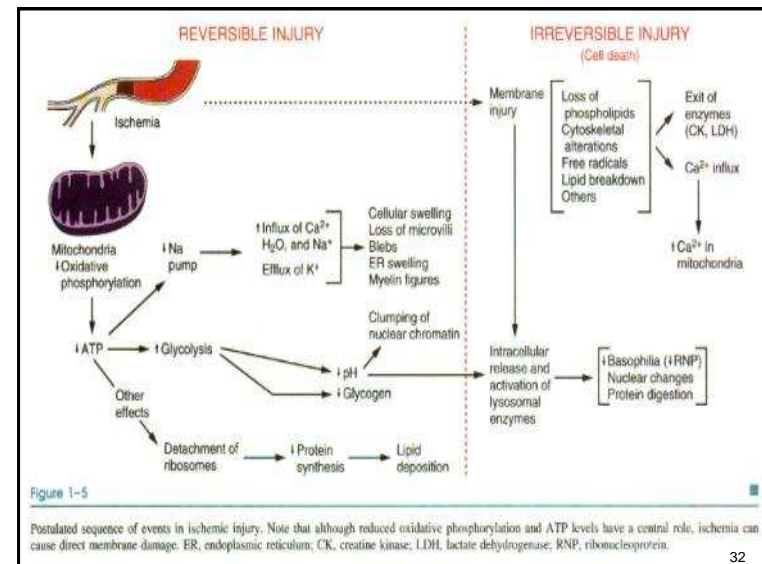 REVERSIBLE INJURY
IRREVERSIBLE INJURY
(Cell death)
Ischemia
Membrane
injury
Loss of
phospholipids
Cytoskeletal
alterations
Free radicals
Lipid breakdown
Others
Exit of
enzymes
(CK, LDH)
Ca²⁺ influx
↑Ca²⁺ in
mitochondria
Mitochondria
↓Oxidative
phosphorylation
↓Na
pump
↑Influx of Ca²⁺
H₂O, and Na⁺
Efflux of K⁺
Cellular swelling
Loss of microvilli
Blebs
ER swelling
Myelin figures
Clumping of
nuclear chromatin
↓ATP
↑Glycolysis
↓pH
↓Glycogen
Intracellular
release and
activation of
lysosomal
enzymes
↓Basophilia (↓RNP)
Nuclear changes
Protein digestion
Other
effects
Detachment of
ribosomes
↓Protein
synthesis
Lipid
deposition
Figure 1–5
Postulated sequence of events in ischemic injury. Note that although reduced oxidative phosphorylation and ATP levels have a central role, ischemia can
cause direct membrane damage. ER, endoplasmic reticulum; CK, creatine kinase; LDH, lactate dehydrogenase; RNP, ribonucleoprotein.
32